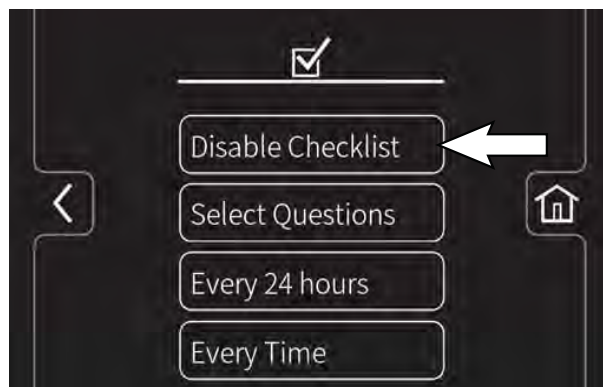 Disable Checklist
Select Questions
Every 24 hours
Every Time